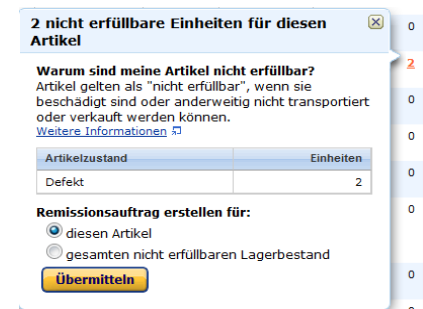 2 nicht erfüllbare Einheiten für diesen
Artikel
0
2
Warum sind meine Artikel nicht erfüllbar?
Artikel gelten als "nicht erfüllbar", wenn sie
beschädigt sind oder anderweitig nicht transportiert
oder verkauft werden können.
Weitere Informationen
0
0
Artikelzustand Einheiten
Defekt 2
0
Remissionsauftrag erstellen für:
0
diesen Artikel
gesamten nicht erfüllbaren Lagerbestand
Übermitteln
0